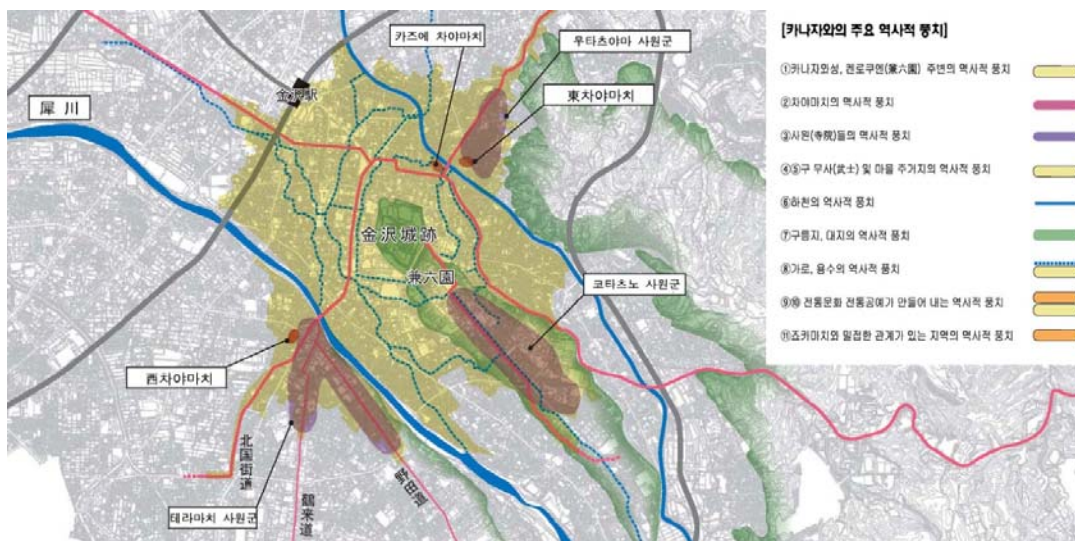 카즈에 차야마치
우타츠야마 사원군
東차야마치
金沢駅
犀川
金沢城跡
兼六園
코타츠노 사원군
西차야마치
北国街道
테라마치 사원군
鶴来道
野田道
[카나자와의 주요 역사적 풍치]
①카나자와성, 켄로쿠엔(兼六園) 주변의 역사적 풍치
②차야마치의 역사적 풍치
③사원(寺院)들의 역사적 풍치
④⑤구 무사(武士) 및 마을 주거지의 역사적 풍치
⑥하천의 역사적 풍치
⑦구릉지, 대지의 역사적 풍치
⑧가로, 용수의 역사적 풍치
⑨⑩ 전통문화 전통공예가 만들어 내는 역사적 풍치
⑪죠카마치와 밀접한 관계가 있는 지역의 역사적 풍치